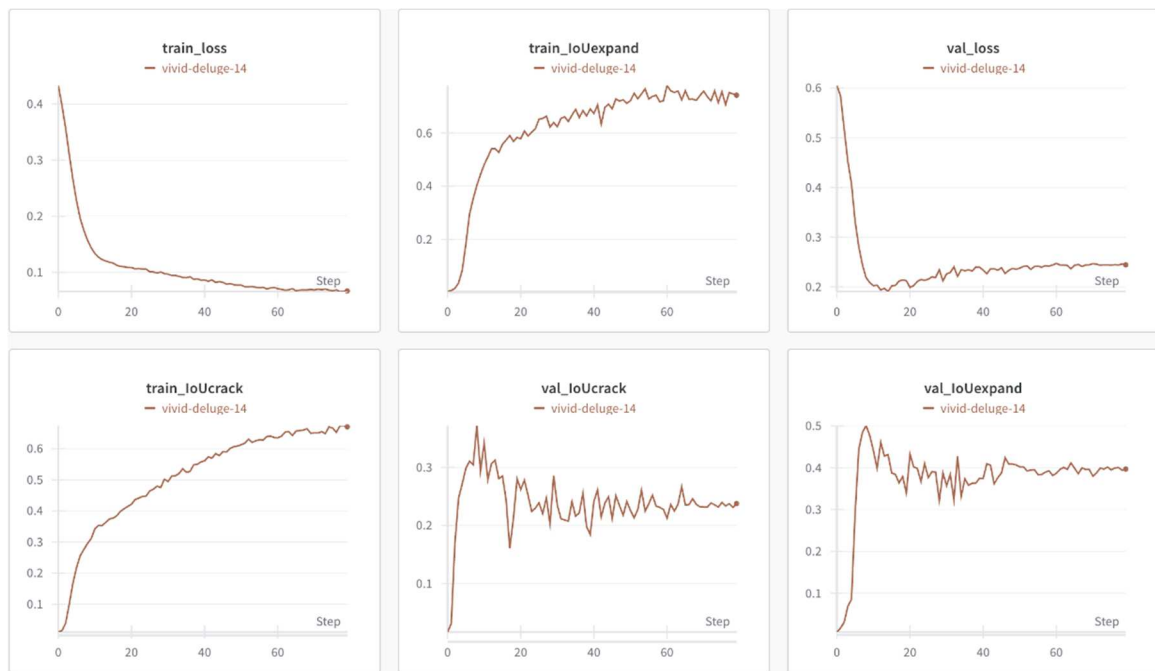 train_loss
vivid-deluge-14
0.4
0.3
0.2
0.1
Step
0 20 40 60
train_IoUexpand
vivid-deluge-14
0.6
0.4
0.2
Step
0 20 40 60
val_loss
vivid-deluge-14
0.6
0.5
0.4
0.3
0.2
Step
0 20 40 60
train_IoUcrack
vivid-deluge-14
0.6
0.5
0.4
0.3
0.2
0.1
Step
0 20 40 60
val_IoUcrack
vivid-deluge-14
0.3
0.2
0.1
Step
0 20 40 60
val_IoUexpand
vivid-deluge-14
0.5
0.4
0.3
0.2
0.1
Step
0 20 40 60